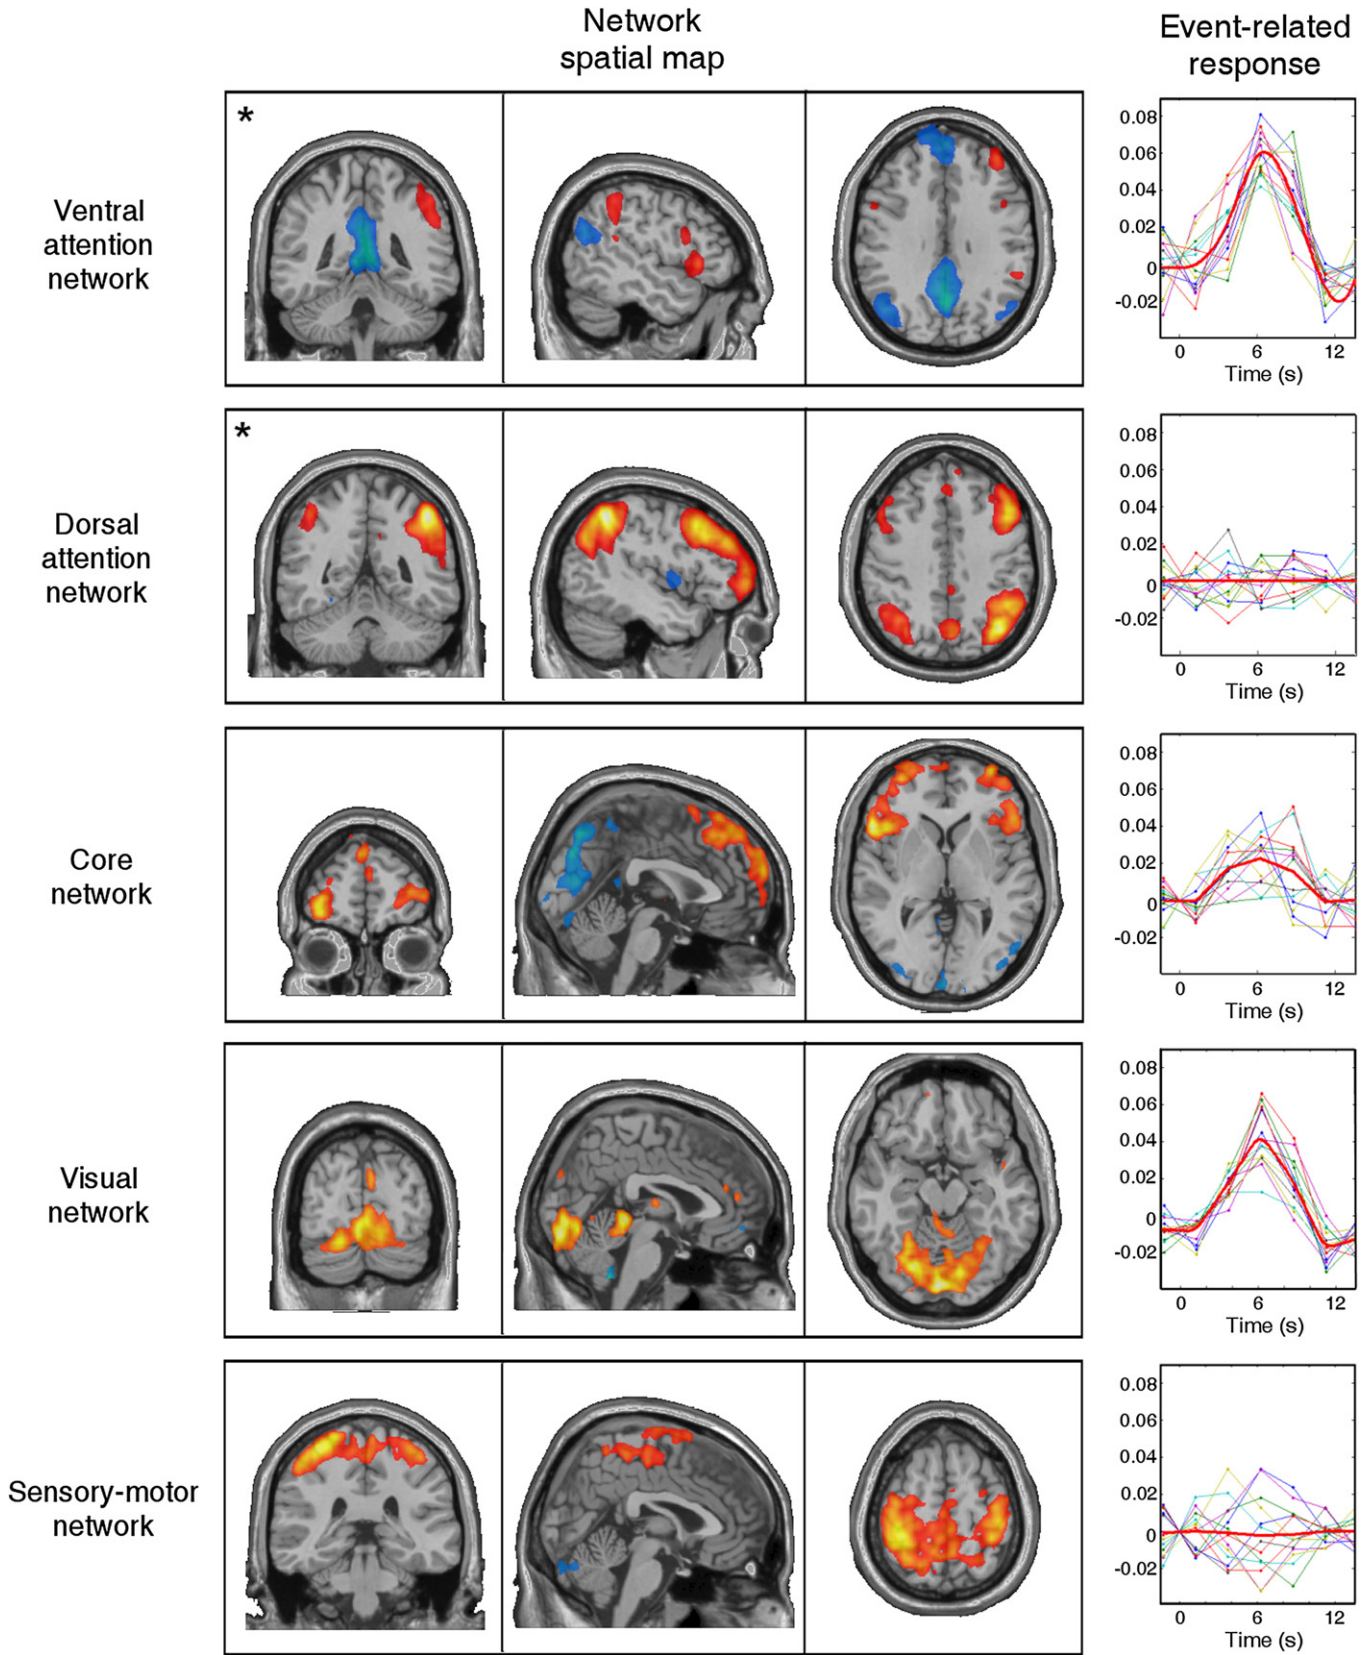 Network
spatial map
Event-related
response
*
Ventral
attention
network
0.08
0.06
0.04
0.02
0
-0.02
0 6 12
Time (s)
*
Dorsal
attention
network
0.08
0.06
0.04
0.02
0
-0.02
0 6 12
Time (s)
Core
network
0.08
0.06
0.04
0.02
0
-0.02
0 6 12
Time (s)
Visual
network
0.08
0.06
0.04
0.02
0
-0.02
0 6 12
Time (s)
Sensory-motor
network
0.08
0.06
0.04
0.02
0
-0.02
0 6 12
Time (s)